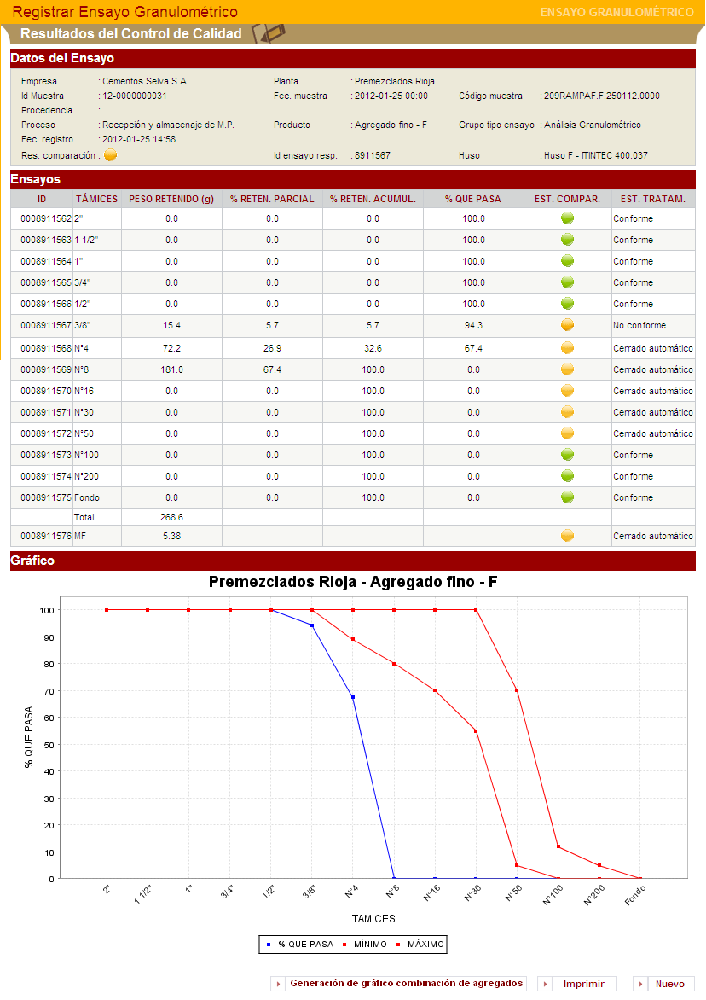 Registrar Ensayo Granulométrico
ENSAYO GRANULOMÉTRICO
Resultados del Control de Calidad
Datos del Ensayo
Empresa : Cementos Selva S.A. Planta : Premezclados Rioja
Id Muestra : 12-0000000031 Fec. muestra : 2012-01-25 00:00 Código muestra : 209RAMPAF.F.250112.0000
Procedencia :
Proceso : Recepción y almacenaje de M.P. Producto : Agregado fino - F Grupo tipo ensayo : Análisis Granulométrico
Fec. registro : 2012-01-25 14:58
Res. comparación : Id ensayo resp. : 8911567 Huso : Huso F - ITINTEC 400.037
Ensayos
ID TÁMICES PESO RETENIDO (g) % RETEN. PARCIAL % RETEN. ACUMUL. % QUE PASA EST. COMPAR. EST. TRATAM.
0008911562 2" 0.0 0.0 0.0 100.0 Conforme
0008911563 1 1/2" 0.0 0.0 0.0 100.0 Conforme
0008911564 1" 0.0 0.0 0.0 100.0 Conforme
0008911565 3/4" 0.0 0.0 0.0 100.0 Conforme
0008911566 1/2" 0.0 0.0 0.0 100.0 Conforme
0008911567 3/8" 15.4 5.7 5.7 94.3 No conforme
0008911568 N°4 72.2 26.9 32.6 67.4 Cerrado automático
0008911569 N°8 181.0 67.4 100.0 0.0 Cerrado automático
0008911570 N°16 0.0 0.0 100.0 0.0 Cerrado automático
0008911571 N°30 0.0 0.0 100.0 0.0 Cerrado automático
0008911572 N°50 0.0 0.0 100.0 0.0 Cerrado automático
0008911573 N°100 0.0 0.0 100.0 0.0 Conforme
0008911574 N°200 0.0 0.0 100.0 0.0 Conforme
0008911575 Fondo 0.0 0.0 100.0 0.0 Conforme
Total 268.6
0008911576 MF 5.38 Cerrado automático
Gráfico
Premezclados Rioja - Agregado fino - F
100
90
80
70
60
50
40
30
20
10
0
% QUE PASA
2" 1 1/2" 1" 3/4" 1/2" 3/8" N°4 N°8 N°16 N°30 N°50 N°100 N°200 Fondo
TAMICES
% QUE PASA MÍNIMO MÁXIMO
Generación de gráfico combinación de agregados Imprimir Nuevo